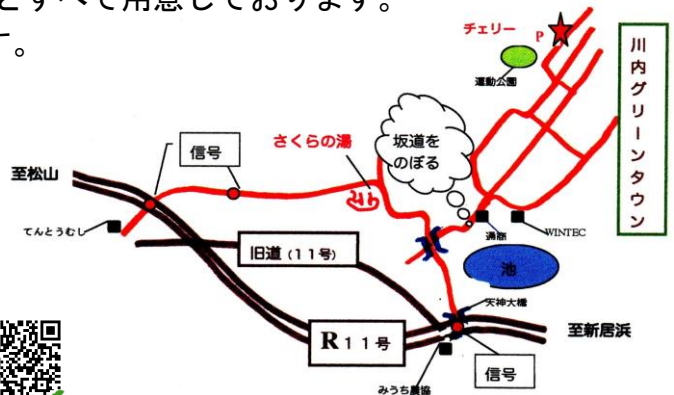 とすべて用意しております。
す。
チェリー
P
運動公園
川内グリーンタウン
信号
さくらの湯
坂道を
のぼる
至松山
てんとうむし
通商
WINTEC
旧道（11号）
池
天神大橋
R１１号
至新居浜
信号
みうち農協